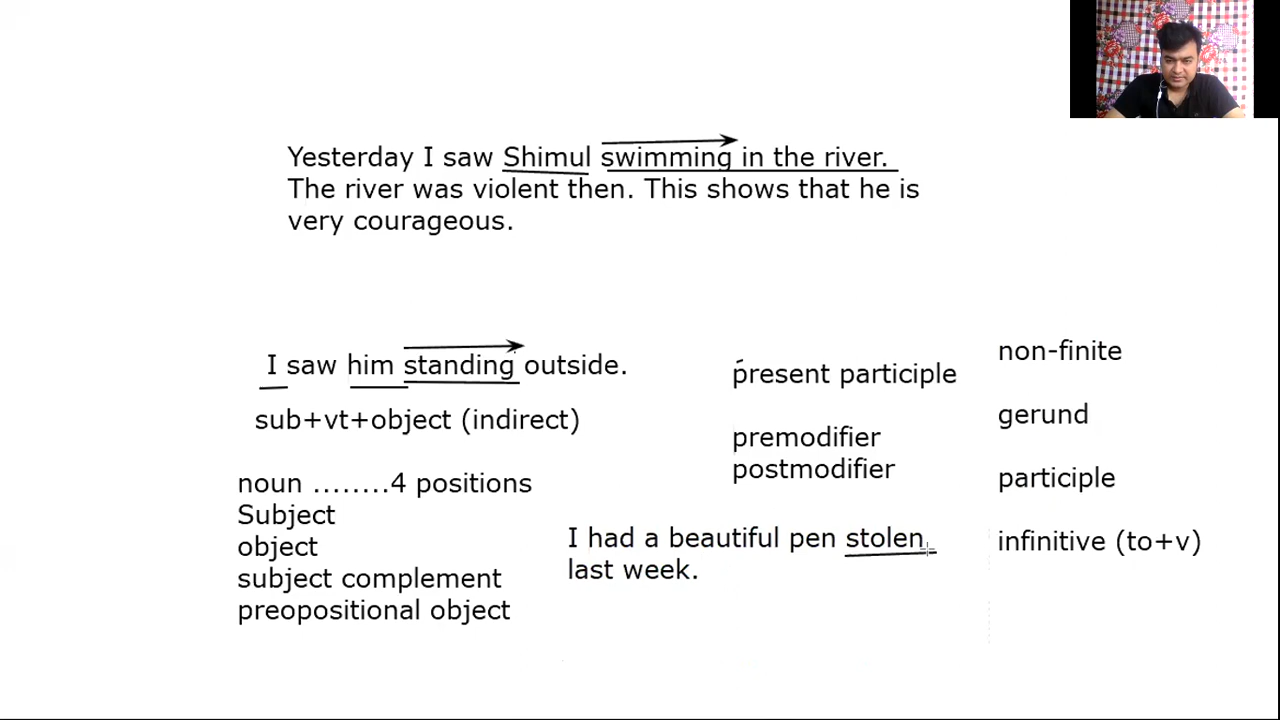 Yesterday I saw Shimul swimming in the river.
The river was violent then. This shows that he is
very courageous.
I saw him standing outside.
sub+vt+object (indirect)
noun ........4 positions
Subject
object
subject complement
preopositional object
present participle
premodifier
postmodifier
I had a beautiful pen stolen
last week.
non-finite
gerund
participle
infinitive (to+v)